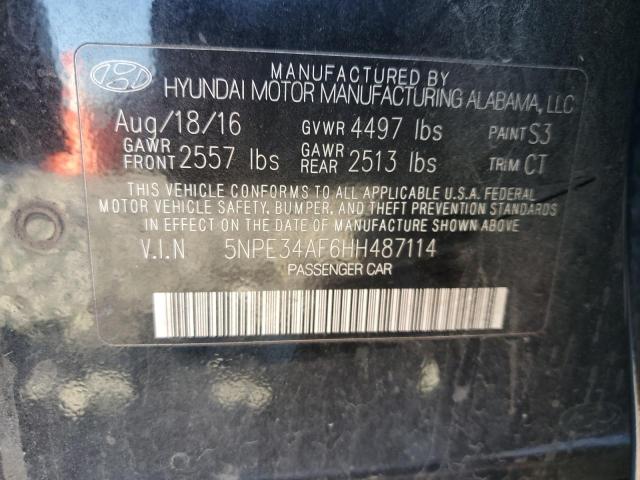 MANUFACTURED BY
HYUNDAI MOTOR MANUFACTURING ALABAMA, LLC
Aug/18/16 GVWR 4497 lbs PAINT S3
GAWR FRONT 2557 lbs GAWR REAR 2513 lbs TRIM CT
THIS VEHICLE CONFORMS TO ALL APPLICABLE U.S.A. FEDERAL
MOTOR VEHICLE SAFETY, BUMPER, AND THEFT PREVENTION STANDARDS
IN EFFECT ON THE DATE OF MANUFACTURE SHOWN ABOVE.
V.I.N 5NPE34AF6HH487114
PASSENGER CAR